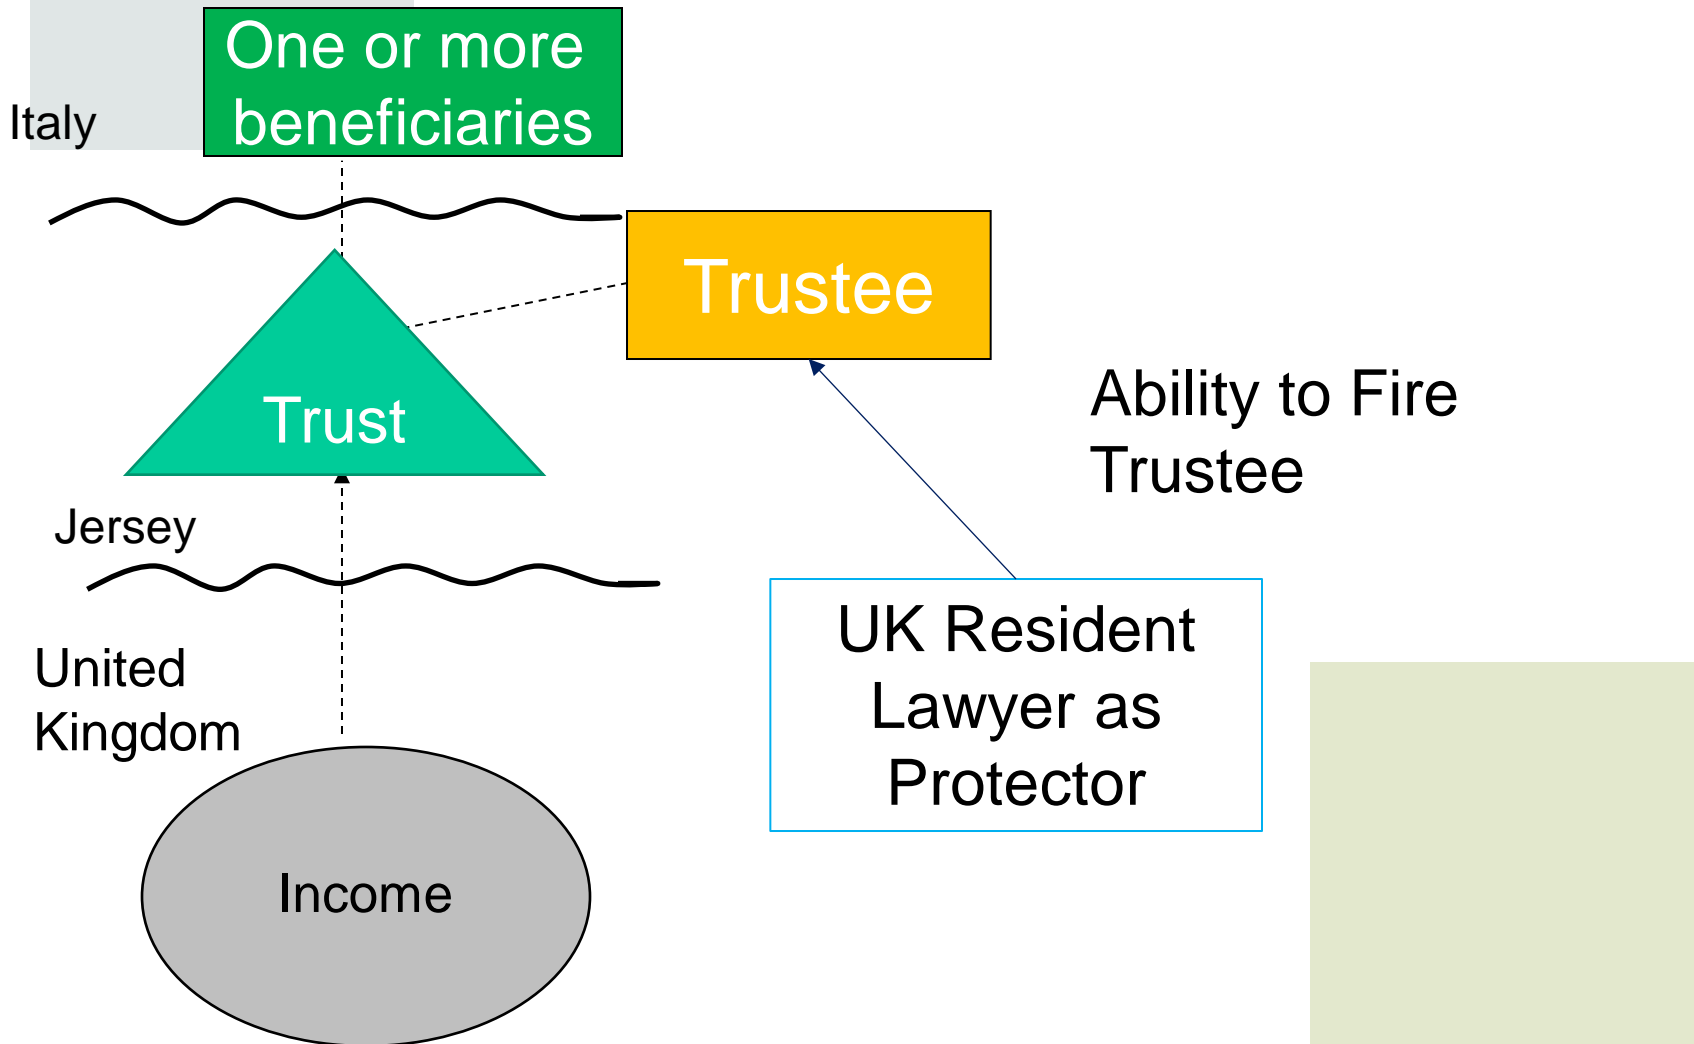 One or more
beneficiaries
Italy
Trustee
Trust
Ability to Fire
Trustee
Jersey
UK Resident
Lawyer as
Protector
United
Kingdom
Income